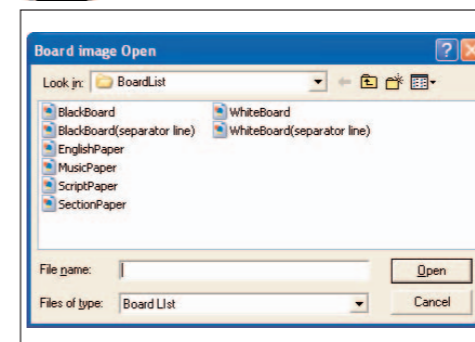 Board image Open
Look in: BoardList
BlackBoard
BlackBoard(separator line)
EnglishPaper
MusicPaper
ScriptPaper
SectionPaper
WhiteBoard
WhiteBoard(separator line)
File name:
Open
Files of type: Board LIst
Cancel